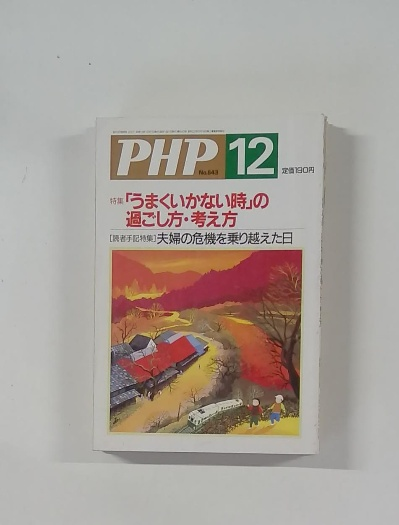 PHP
No.643
12
定価190円
特集「うまくいかない時」の
過ごし方・考え方
[読者手記特集]夫婦の危機を乗り越えた日